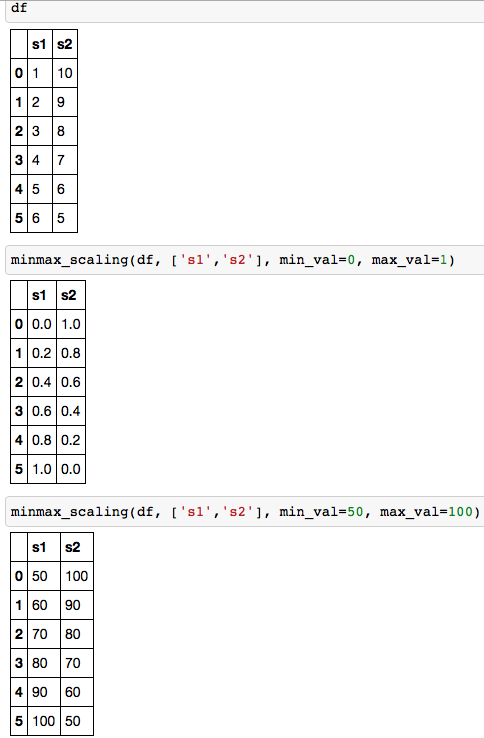 df
s1 s2
0 1 10
1 2 9
2 3 8
3 4 7
4 5 6
5 6 5
minmax_scaling(df, ['s1','s2'], min_val=0, max_val=1)
s1 s2
0 0.0 1.0
1 0.2 0.8
2 0.4 0.6
3 0.6 0.4
4 0.8 0.2
5 1.0 0.0
minmax_scaling(df, ['s1','s2'], min_val=50, max_val=100)
s1 s2
0 50 100
1 60 90
2 70 80
3 80 70
4 90 60
5 100 50